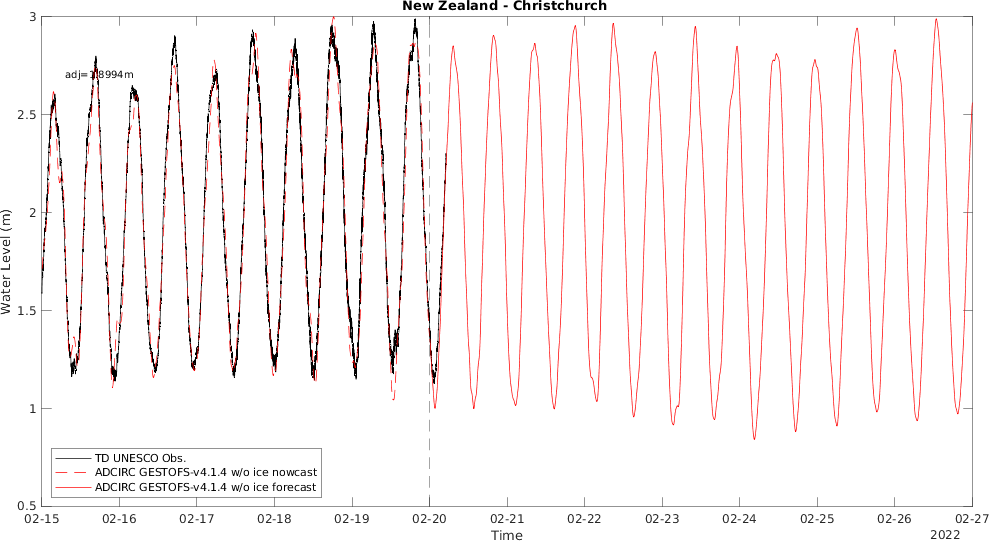 New Zealand - Christchurch
3
adj=1.8994m
2.5
2
Water Level (m)
1.5
1
TD UNESCO Obs.
ADCIRC GESTOFS-v4.1.4 w/o ice nowcast
ADCIRC GESTOFS-v4.1.4 w/o ice forecast
0.5
02-15 02-16 02-17 02-18 02-19 02-20 02-21 02-22 02-23 02-24 02-25 02-26 02-27
Time
2022